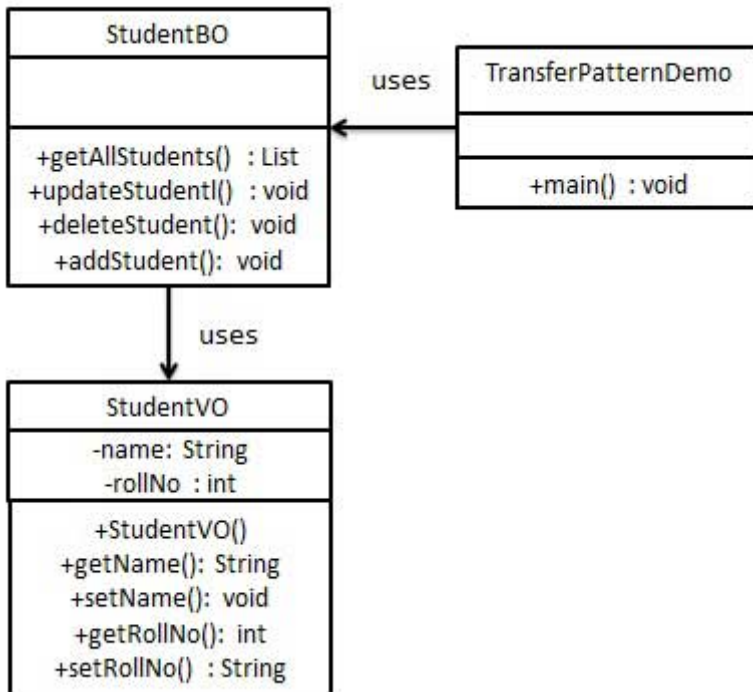 StudentBO
+getAllStudents() : List
+updateStudentl() : void
+deleteStudent(): void
+addStudent(): void
uses
TransferPatternDemo
+main() : void
uses
StudentVO
-name: String
-rollNo : int
+StudentVO()
+getName(): String
+setName(): void
+getRollNo(): int
+setRollNo() : String